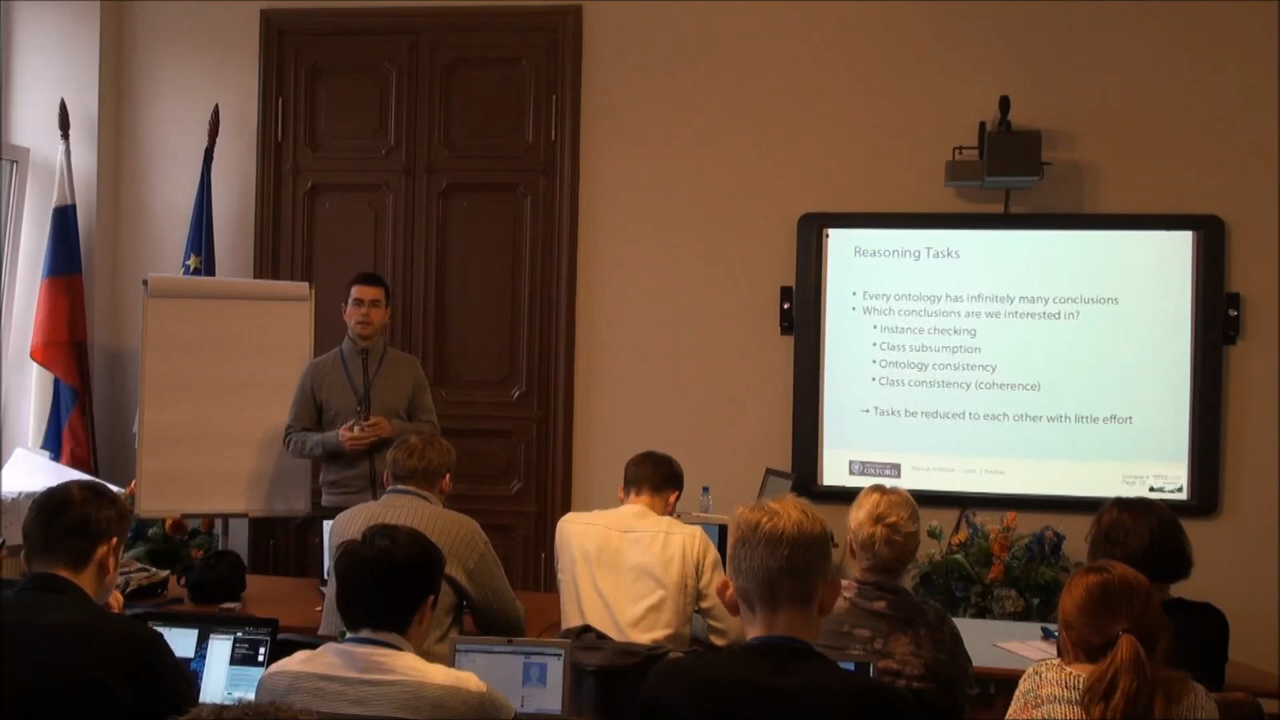 Reasoning Tasks
• Every ontology has infinitely many conclusions
• Which conclusions are we interested in?
• Instance checking
• Class subsumption
• Ontology consistency
• Class consistency (coherence)
→ Tasks be reduced to each other with little effort
OXFORD